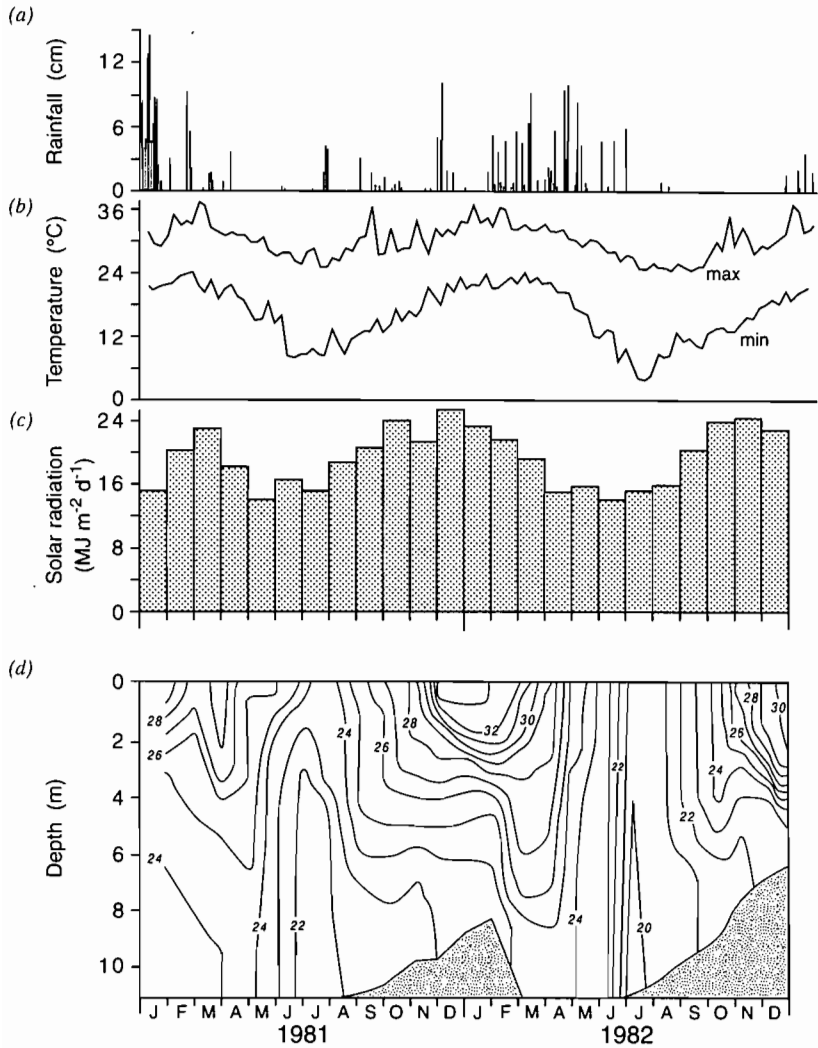 (a)
Rainfall (cm)
12
6
0
(b)
Temperature (°C)
36
24
12
0
max
min
(c)
Solar radiation
(MJ m⁻² d⁻¹)
24
16
8
0
J F M A M J J A S O N D J F M A M J J A S O N D
(d)
Depth (m)
0
2
4
6
8
10
28
26
24
24
22
24
26
28
32
30
24
22
20
22
24
26
28
30
J F M A M J J A S O N D J F M A M J J A S O N D
1981 1982